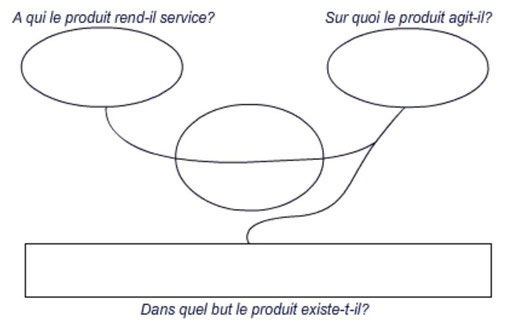 A qui le produit rend-il service?
Sur quoi le produit agit-il?
Dans quel but le produit existe-t-il?